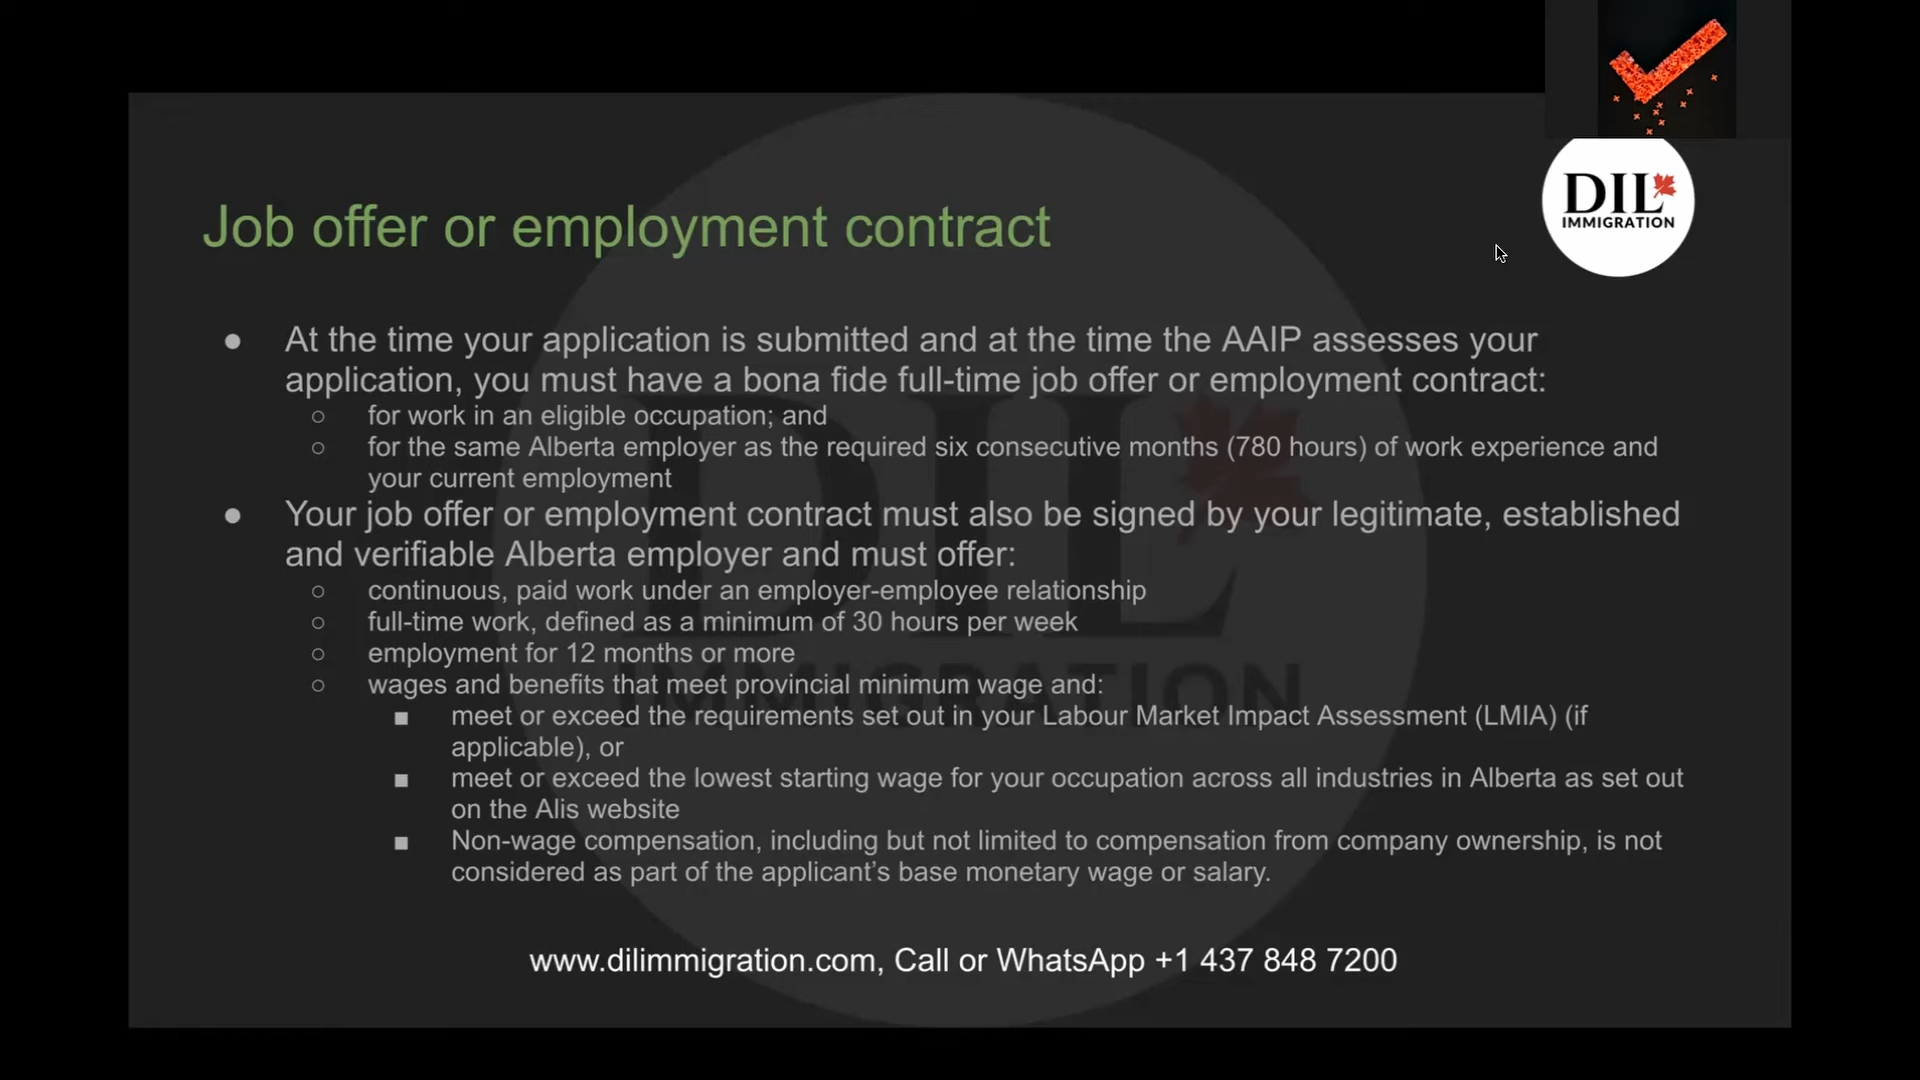 DIL
IMMIGRATION
Job offer or employment contract
● At the time your application is submitted and at the time the AAIP assesses your
application, you must have a bona fide full-time job offer or employment contract:
○ for work in an eligible occupation; and
○ for the same Alberta employer as the required six consecutive months (780 hours) of work experience and
your current employment
● Your job offer or employment contract must also be signed by your legitimate, established
and verifiable Alberta employer and must offer:
○ continuous, paid work under an employer-employee relationship
○ full-time work, defined as a minimum of 30 hours per week
○ employment for 12 months or more
○ wages and benefits that meet provincial minimum wage and:
■ meet or exceed the requirements set out in your Labour Market Impact Assessment (LMIA) (if
applicable), or
■ meet or exceed the lowest starting wage for your occupation across all industries in Alberta as set out
on the Alis website
■ Non-wage compensation, including but not limited to compensation from company ownership, is not
considered as part of the applicant’s base monetary wage or salary.
DIL
IMMIGRATION
www.dilimmigration.com, Call or WhatsApp +1 437 848 7200